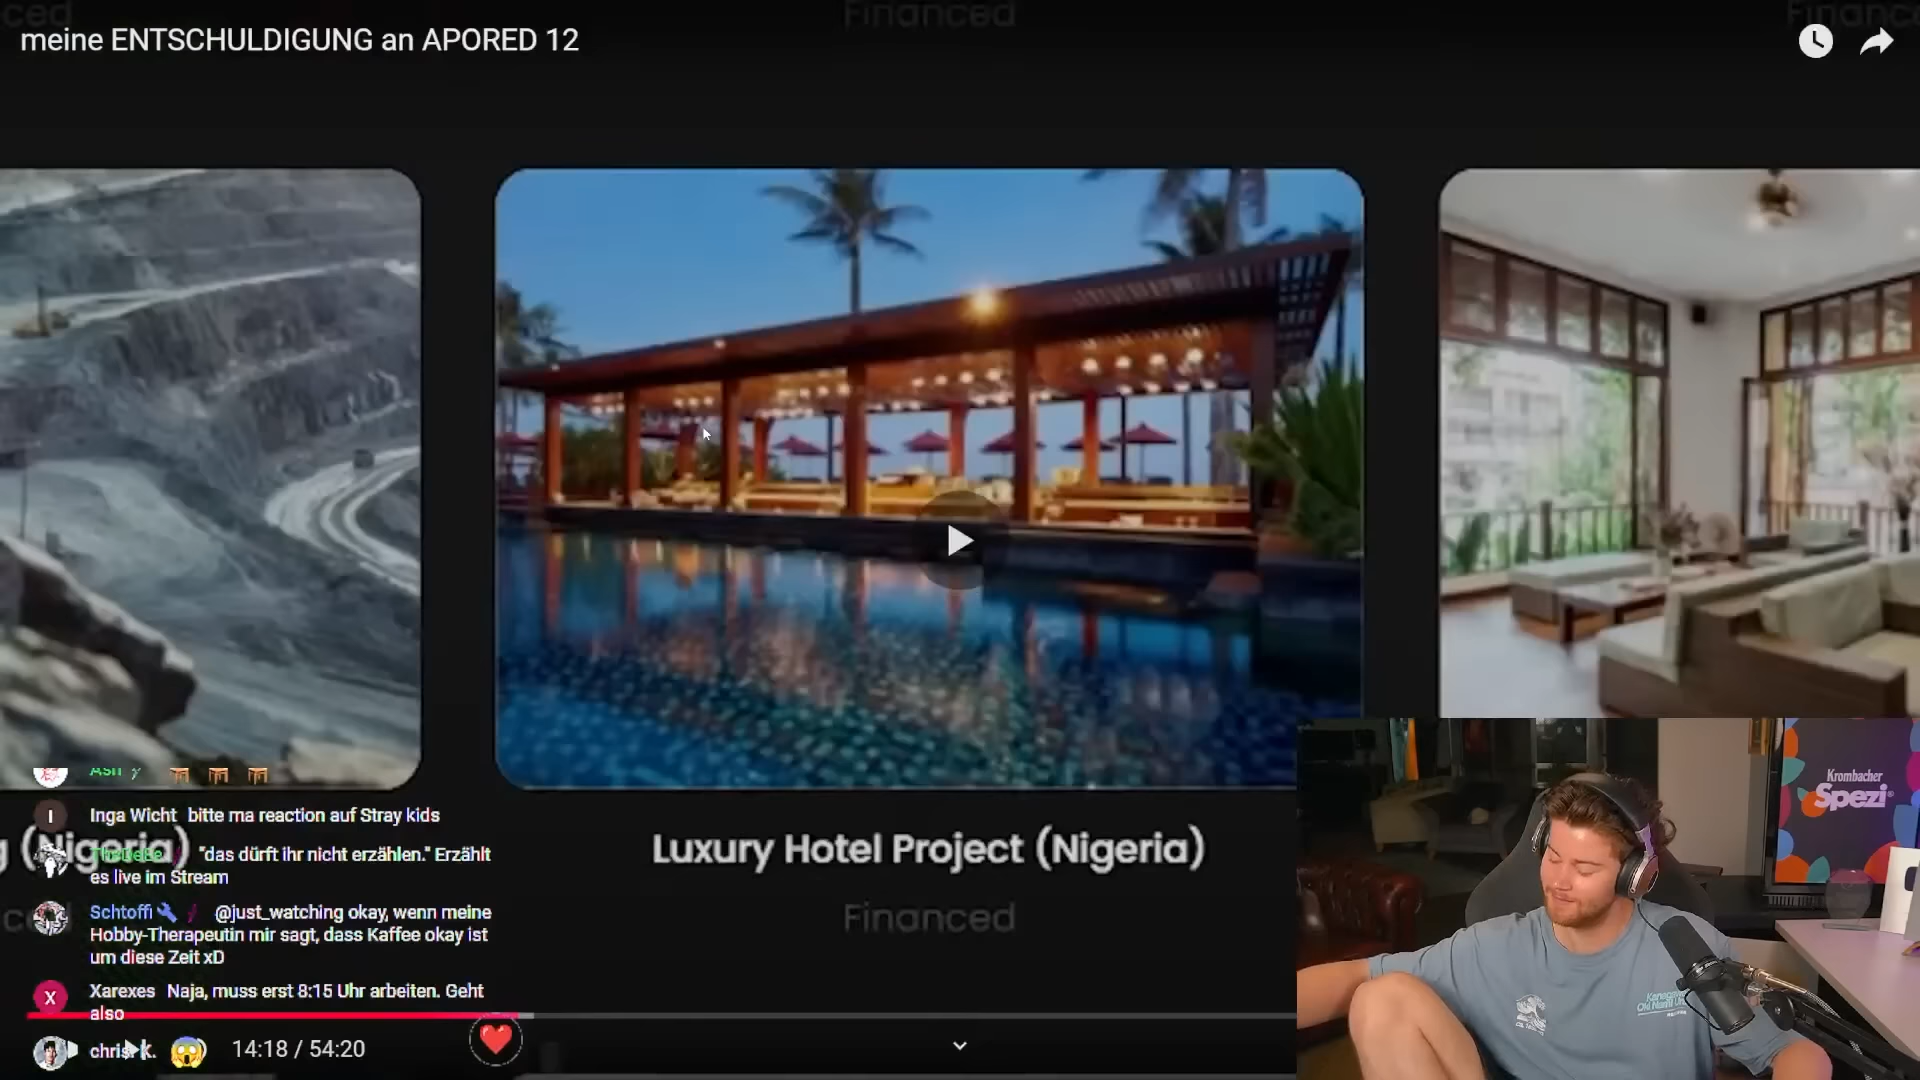 Financed
meine ENTSCHULDIGUNG an APORED 12
Ash
Inga Wicht bitte ma reaction auf Stray kids
(Nigeria)
"das dürft ihr nicht erzählen." Erzählt
es live im Stream
Schtoffi @just_watching okay, wenn meine
Hobby-Therapeutin mir sagt, dass Kaffee okay ist
um diese Zeit xD
X Xarexes Naja, muss erst 8:15 Uhr arbeiten. Geht
also
chris K.
14:18 / 54:20
Luxury Hotel Project (Nigeria)
Financed
Krombacher
Spezi